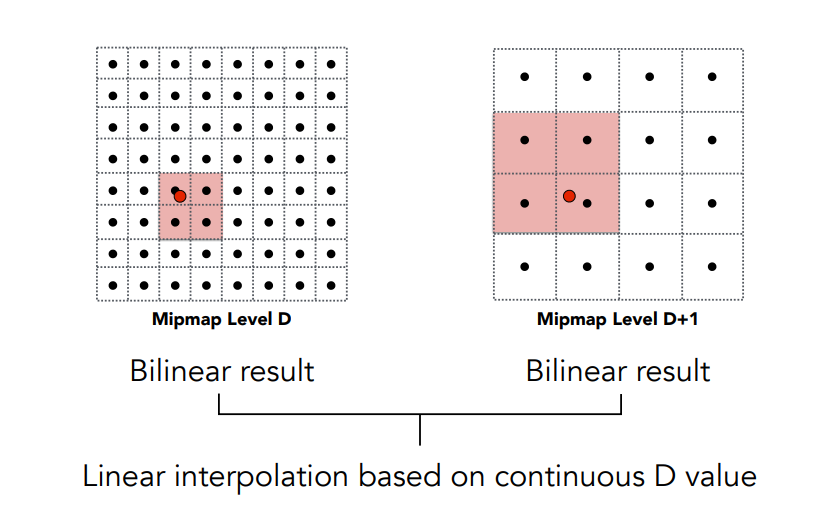 Mipmap Level D
Mipmap Level D+1
Bilinear result
Bilinear result
Linear interpolation based on continuous D value